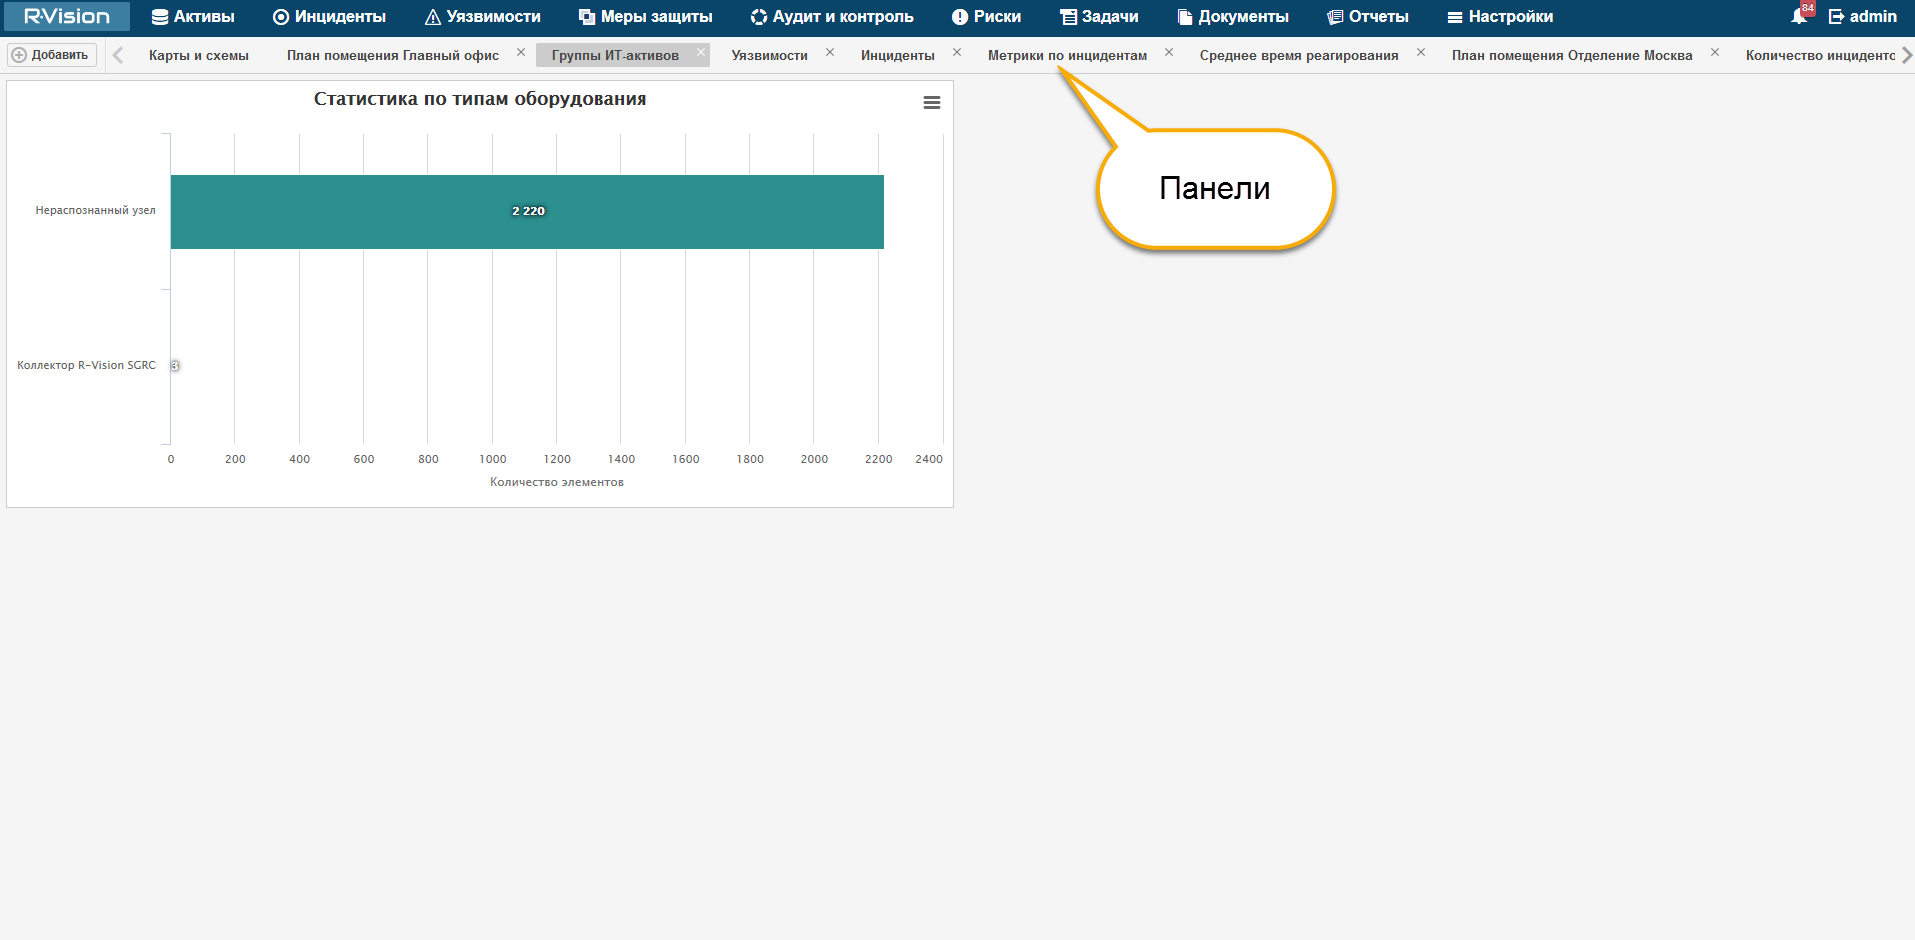 R-Vision Активы Инциденты Уязвимости Меры защиты Аудит и контроль Риски Задачи Документы Отчеты Настройки 84 admin
Добавить Карты и схемы План помещения Главный офис Группы ИТ-активов Уязвимости Инциденты Метрики по инцидентам Среднее время реагирования План помещения Отделение Москва Количество инциденто
Статистика по типам оборудования
Панели
Нераспознанный узел 2 220
Коллектор R-Vision SGRC 3
0 200 400 600 800 1000 1200 1400 1600 1800 2000 2200 2400
Количество элементов